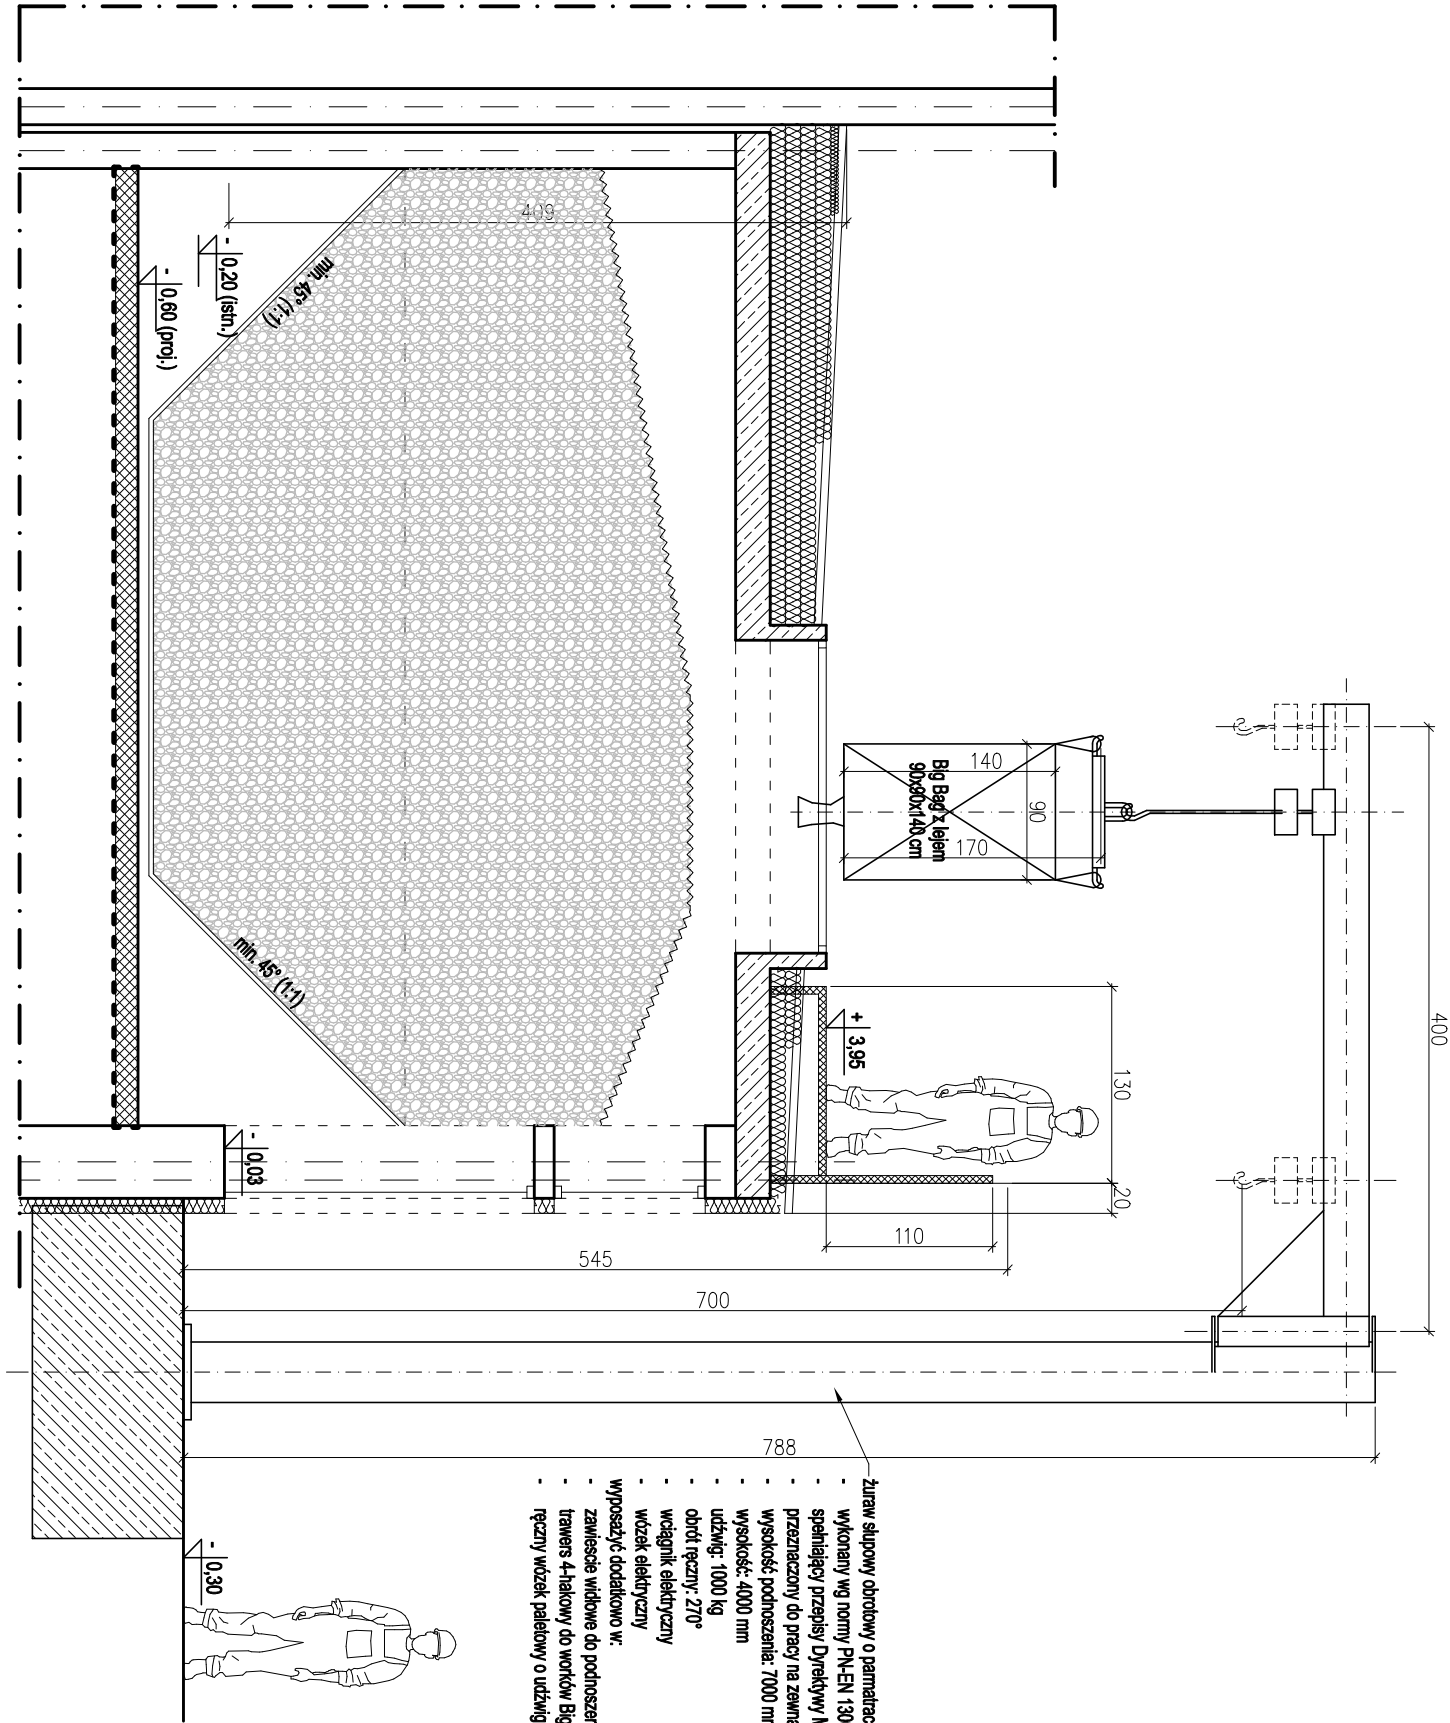 400
788
700
545
110
130
20
409
140
90
170
Big Bag z lejem
90x90x140 cm
+ 3,95
min. 45° (1:1)
min. 45° (1:1)
- 0,20 (istn.)
- 0,60 (proj.)
- 0,03
- 0,30
żuraw słupowy obrotowy o parmatrac
- wykonany wg normy PN-EN 130
spełniający przepisy Dyrektywy M
- przeznaczony do pracy na zewną
- wysokość podnoszenia: 7000 mm
- wysokość: 4000 mm
- udźwig: 1000 kg
- obrót ręczny: 270°
- wciągnik elektryczny
- wózek elektryczny
wyposażyć dodatkowo w:
- zawiescie widłowe do podnoszen
- trawers 4-hakowy do worków Big
- ręczny wózek paletowy o udźwig